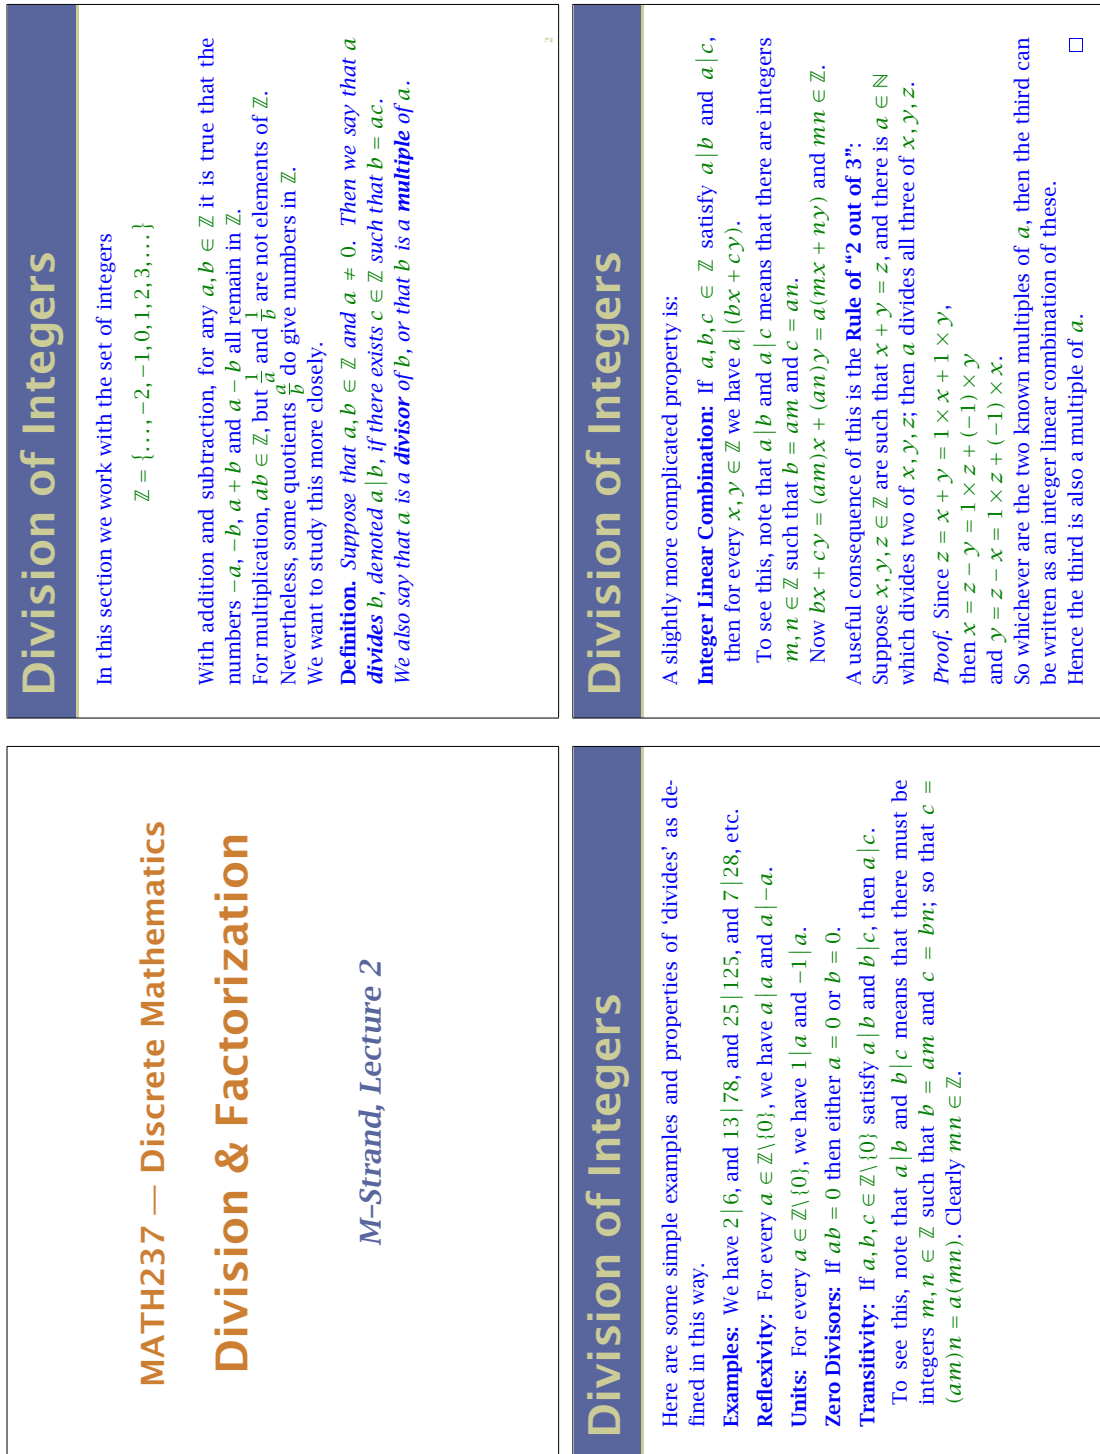 MATH237 — Discrete Mathematics
Division & Factorization
M–Strand, Lecture 2
Division of Integers
In this section we work with the set of integers
ℤ = {…, −2, −1, 0, 1, 2, 3, …}
With addition and subtraction, for any a, b ∈ ℤ it is true that the
numbers −a, −b, a + b and a − b all remain in ℤ.
For multiplication, ab ∈ ℤ, but 1/a and 1/b are not elements of ℤ.
Nevertheless, some quotients a/b do give numbers in ℤ.
We want to study this more closely.
Definition. Suppose that a, b ∈ ℤ and a ≠ 0. Then we say that a
divides b, denoted a|b, if there exists c ∈ ℤ such that b = ac.
We also say that a is a divisor of b, or that b is a multiple of a.
2
Division of Integers
Here are some simple examples and properties of ‘divides’ as de-
fined in this way.
Examples: We have 2|6, and 13|78, and 25|125, and 7|28, etc.
Reflexivity: For every a ∈ ℤ\{0}, we have a|a and a|−a.
Units: For every a ∈ ℤ\{0}, we have 1|a and −1|a.
Zero Divisors: If ab = 0 then either a = 0 or b = 0.
Transitivity: If a, b, c ∈ ℤ\{0} satisfy a|b and b|c, then a|c.
To see this, note that a|b and b|c means that there must be
integers m, n ∈ ℤ such that b = am and c = bn; so that c =
(am)n = a(mn). Clearly mn ∈ ℤ.
Division of Integers
A slightly more complicated property is:
Integer Linear Combination: If a, b, c ∈ ℤ satisfy a|b and a|c,
then for every x, y ∈ ℤ we have a|(bx + cy).
To see this, note that a|b and a|c means that there are integers
m, n ∈ ℤ such that b = am and c = an.
Now bx + cy = (am)x + (an)y = a(mx + ny) and mn ∈ ℤ.
A useful consequence of this is the Rule of “2 out of 3”:
Suppose x, y, z ∈ ℤ are such that x + y = z, and there is a ∈ ℕ
which divides two of x, y, z; then a divides all three of x, y, z.
Proof. Since z = x + y = 1 × x + 1 × y,
then x = z − y = 1 × z + (−1) × y
and y = z − x = 1 × z + (−1) × x.
So whichever are the two known multiples of a, then the third can
be written as an integer linear combination of these.
Hence the third is also a multiple of a. □